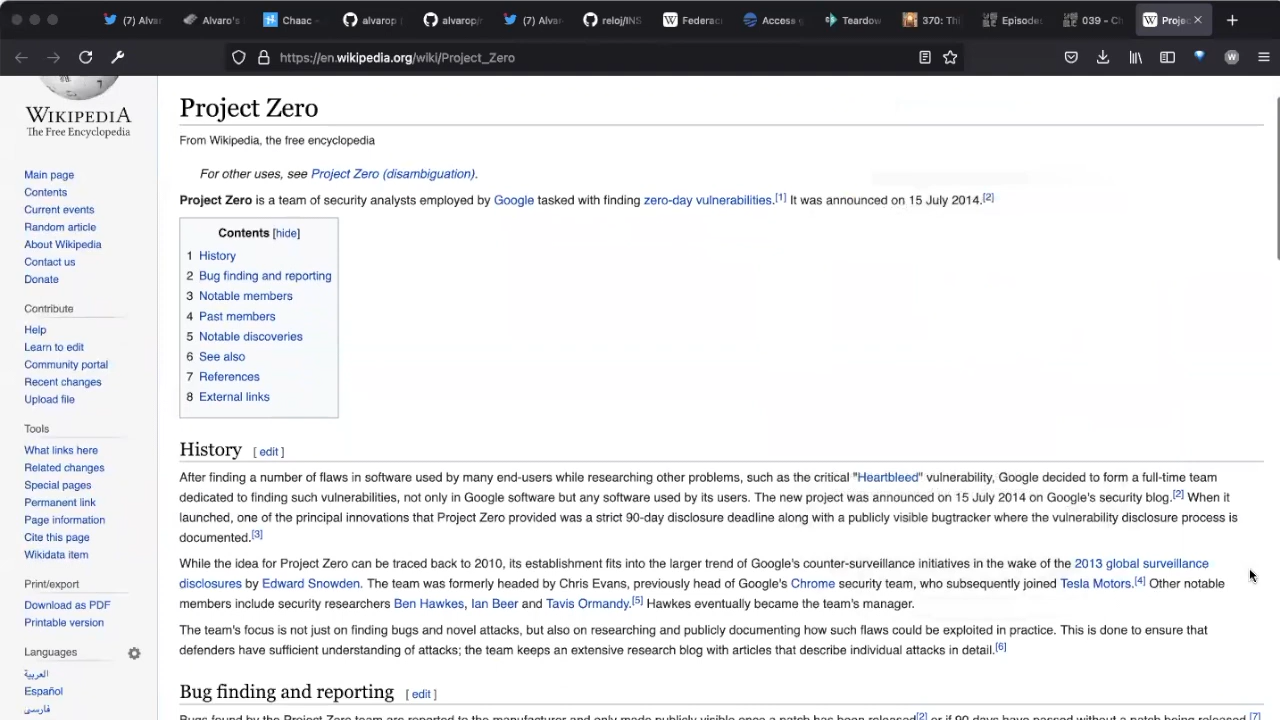 (7) Alvar
Alvaro's
Chaac
alvarop
alvarop/r
(7) Alva
reloj/INS
Federaci
Access
Teardow
370: Thi
Episode
039 - Ch
Projec
https://en.wikipedia.org/wiki/Project_Zero
W
WIKIPEDIA
The Free Encyclopedia
Main page
Contents
Current events
Random article
About Wikipedia
Contact us
Donate
Contribute
Help
Learn to edit
Community portal
Recent changes
Upload file
Tools
What links here
Related changes
Special pages
Permanent link
Page information
Cite this page
Wikidata item
Print/export
Download as PDF
Printable version
Languages
العربية
Español
فارسی
Project Zero
From Wikipedia, the free encyclopedia
For other uses, see Project Zero (disambiguation).
Project Zero is a team of security analysts employed by Google tasked with finding zero-day vulnerabilities.[1] It was announced on 15 July 2014.[2]
Contents [hide]
1 History
2 Bug finding and reporting
3 Notable members
4 Past members
5 Notable discoveries
6 See also
7 References
8 External links
History [ edit ]
After finding a number of flaws in software used by many end-users while researching other problems, such as the critical "Heartbleed" vulnerability, Google decided to form a full-time team
dedicated to finding such vulnerabilities, not only in Google software but any software used by its users. The new project was announced on 15 July 2014 on Google's security blog.[2] When it
launched, one of the principal innovations that Project Zero provided was a strict 90-day disclosure deadline along with a publicly visible bugtracker where the vulnerability disclosure process is
documented.[3]
While the idea for Project Zero can be traced back to 2010, its establishment fits into the larger trend of Google's counter-surveillance initiatives in the wake of the 2013 global surveillance
disclosures by Edward Snowden. The team was formerly headed by Chris Evans, previously head of Google's Chrome security team, who subsequently joined Tesla Motors.[4] Other notable
members include security researchers Ben Hawkes, Ian Beer and Tavis Ormandy.[5] Hawkes eventually became the team's manager.
The team's focus is not just on finding bugs and novel attacks, but also on researching and publicly documenting how such flaws could be exploited in practice. This is done to ensure that
defenders have sufficient understanding of attacks; the team keeps an extensive research blog with articles that describe individual attacks in detail.[6]
Bug finding and reporting [ edit ]
Bugs found by the Project Zero team are reported to the manufacturer and only made publicly visible once a patch has been released[2] or if 90 days have passed without a patch being released.[7]